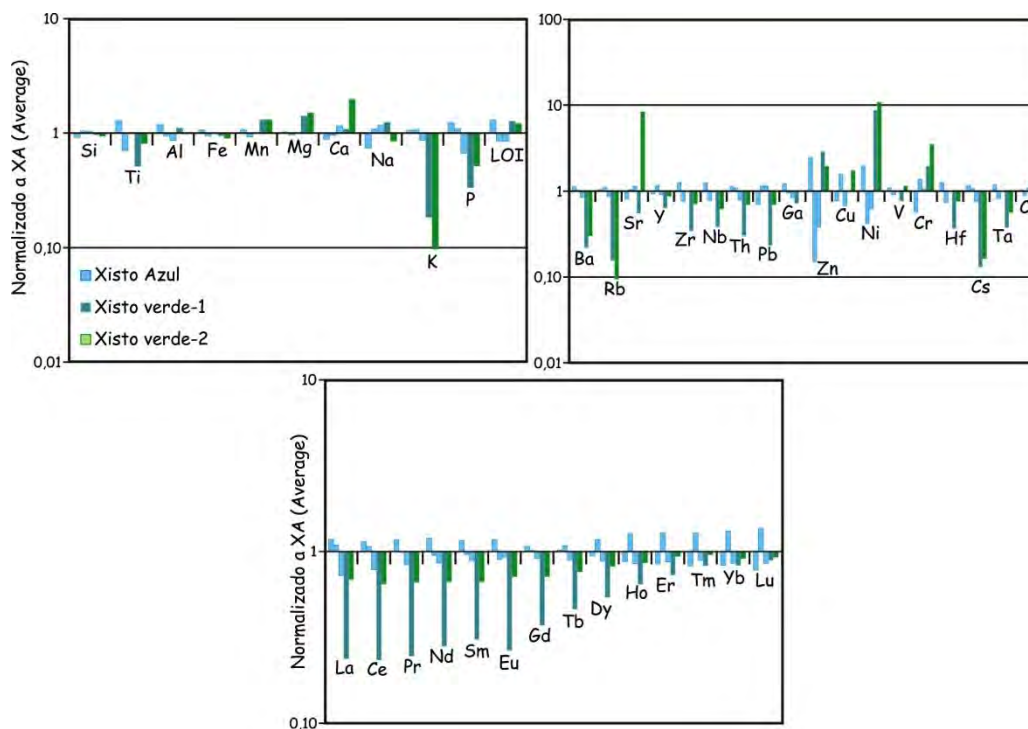 10
1
0,10
0,01
Normalizado a XA (Average)
Si
Ti
Al
Fe
Mn
Mg
Ca
Na
K
P
LOI
Xisto Azul
Xisto verde-1
Xisto verde-2
100
10
1
0,10
0,01
Ba
Rb
Sr
Y
Zr
Nb
Th
Pb
Ga
Zn
Cu
Ni
V
Cr
Hf
Cs
Ta
10
1
0.10
Normalizado a XA (Average)
La
Ce
Pr
Nd
Sm
Eu
Gd
Tb
Dy
Ho
Er
Tm
Yb
Lu